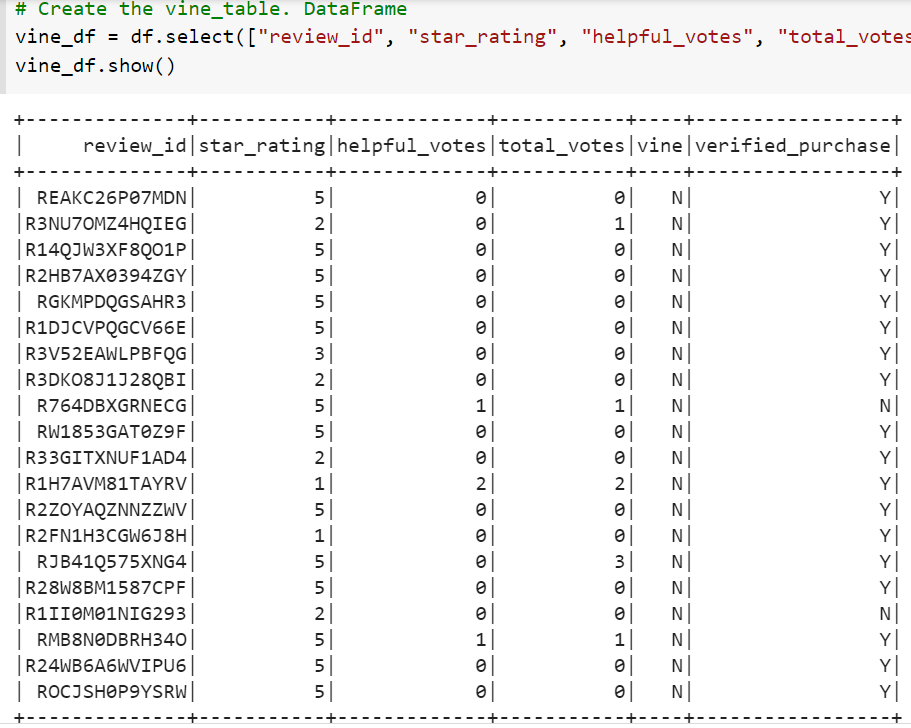 # Create the vine_table. DataFrame
vine_df = df.select(["review_id", "star_rating", "helpful_votes", "total_votes
vine_df.show()
+--------------+-----------+-------------+-----------+----+-----------------+
|     review_id|star_rating|helpful_votes|total_votes|vine|verified_purchase|
+--------------+-----------+-------------+-----------+----+-----------------+
| REAKC26P07MDN|          5|            0|          0|   N|                Y|
|R3NU7OMZ4HQIEG|          2|            0|          1|   N|                Y|
|R14QJW3XF8QO1P|          5|            0|          0|   N|                Y|
|R2HB7AX0394ZGY|          5|            0|          0|   N|                Y|
| RGKMPDQGSAHR3|          5|            0|          0|   N|                Y|
|R1DJCVPQGCV66E|          5|            0|          0|   N|                Y|
|R3V52EAWLPBFQG|          3|            0|          0|   N|                Y|
|R3DKO8J1J28QBI|          2|            0|          0|   N|                Y|
| R764DBXGRNECG|          5|            1|          1|   N|                N|
| RW1853GAT0Z9F|          5|            0|          0|   N|                Y|
|R33GITXNUF1AD4|          2|            0|          0|   N|                Y|
|R1H7AVM81TAYRV|          1|            2|          2|   N|                Y|
|R2ZOYAQZNNZZWV|          5|            0|          0|   N|                Y|
|R2FN1H3CGW6J8H|          1|            0|          0|   N|                Y|
| RJB41Q575XNG4|          5|            0|          3|   N|                Y|
|R28W8BM1587CPF|          5|            0|          0|   N|                Y|
|R1II0M01NIG293|          2|            0|          0|   N|                N|
| RMB8N0DBRH34O|          5|            1|          1|   N|                Y|
|R24WB6A6WVIPU6|          5|            0|          0|   N|                Y|
| ROCJSH0P9YSRW|          5|            0|          0|   N|                Y|
+--------------+-----------+-------------+-----------+----+-----------------+